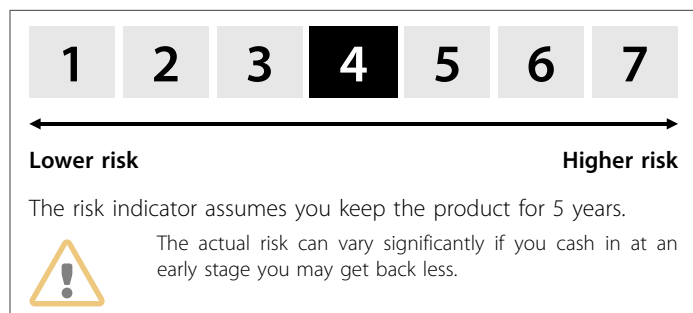 1 2 3 4 5 6 7
Lower risk Higher risk
The risk indicator assumes you keep the product for 5 years.
The actual risk can vary significantly if you cash in at an
early stage you may get back less.